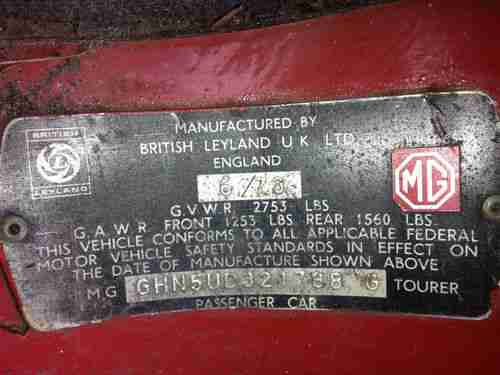 BRITISH
LEYLAND
MANUFACTURED BY
BRITISH LEYLAND U K LTD
ENGLAND
G.V.W.R. 2753 LBS
G.A.W.R. FRONT 1253 LBS REAR 1560 LBS
THIS VEHICLE CONFORMS TO ALL APPLICABLE FEDERAL
MOTOR VEHICLE SAFETY STANDARDS IN EFFECT ON
THE DATE OF MANUFACTURE SHOWN ABOVE
M G G TOURER
PASSENGER CAR
MG